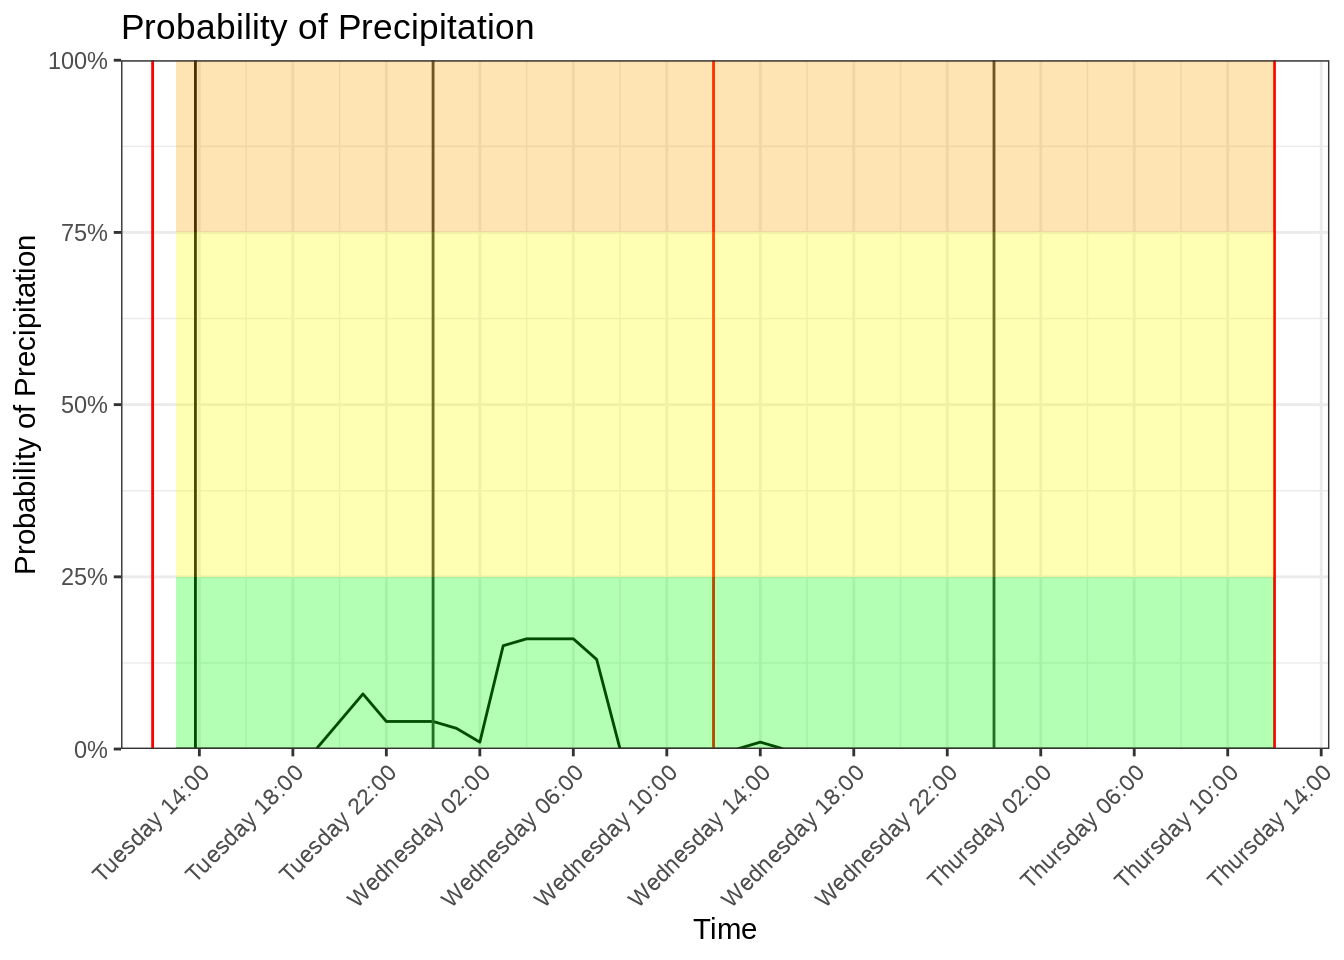 Probability of Precipitation
Probability of Precipitation
100%
75%
50%
25%
0%
Tuesday 14:00
Tuesday 18:00
Tuesday 22:00
Wednesday 02:00
Wednesday 06:00
Wednesday 10:00
Wednesday 14:00
Wednesday 18:00
Wednesday 22:00
Thursday 02:00
Thursday 06:00
Thursday 10:00
Thursday 14:00
Time